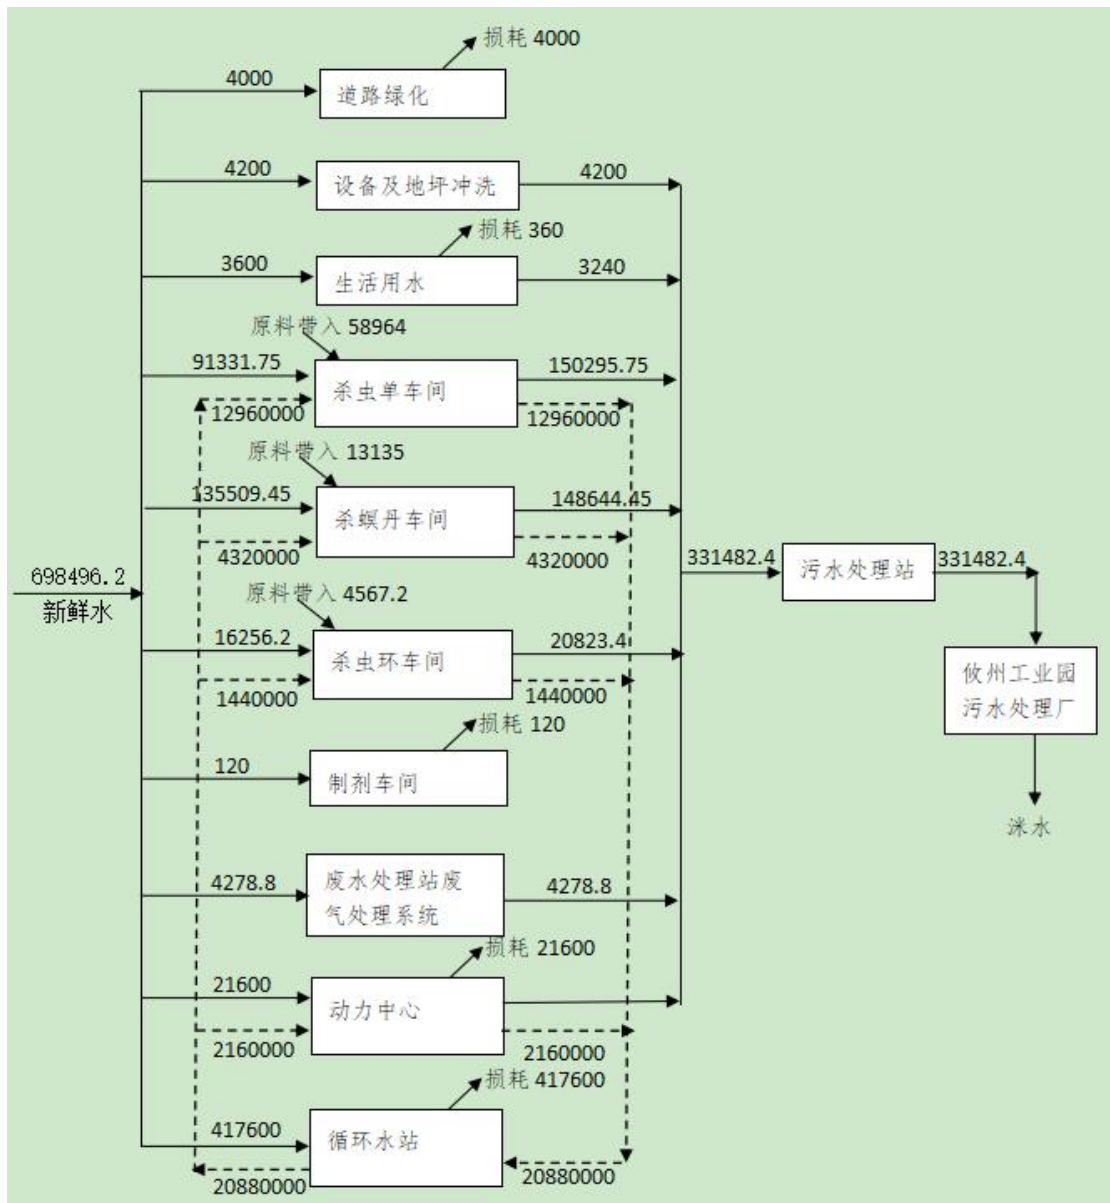 损耗 4000
4000
道路绿化
4200
设备及地坪冲洗
4200
损耗 360
3600
生活用水
3240
原料带入 58964
91331.75
杀虫单车间
150295.75
12960000
12960000
原料带入 13135
135509.45
杀螟丹车间
148644.45
4320000
4320000
331482.4
污水处理站
331482.4
698496.2
新鲜水
原料带入 4567.2
16256.2
杀虫环车间
20823.4
1440000
1440000
攸州工业园
污水处理厂
损耗 120
120
制剂车间
洣水
4278.8
废水处理站废
气处理系统
4278.8
损耗 21600
21600
动力中心
2160000
2160000
损耗 417600
417600
循环水站
20880000
20880000